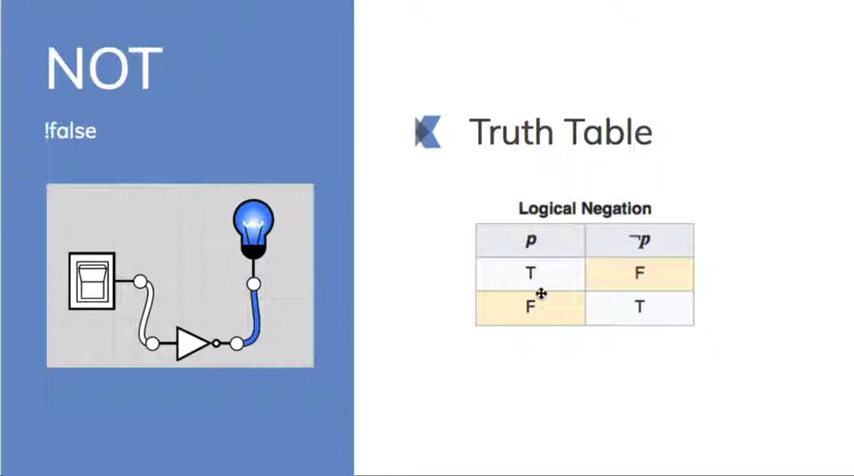 NOT
!false
Truth Table
Logical Negation
p ¬p
T F
F T